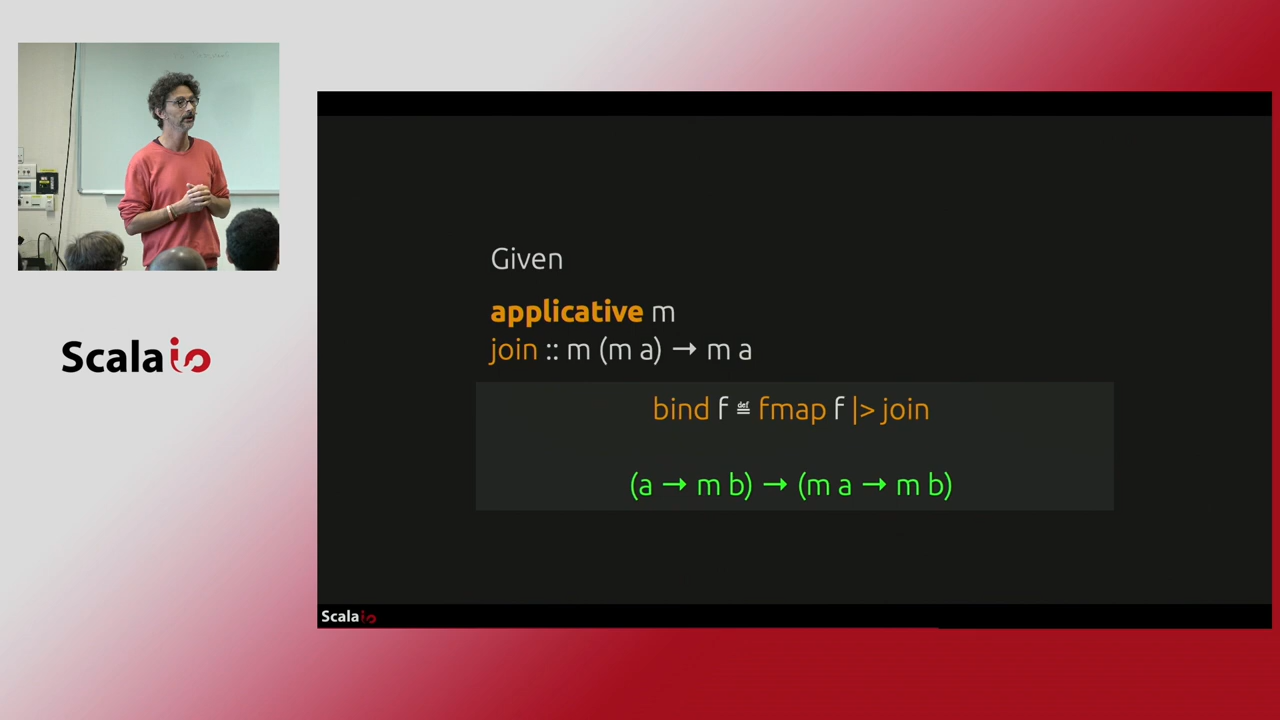 Scala io
Given
applicative m
join :: m (m a) → m a
bind f ≝ fmap f |> join
(a → m b) → (m a → m b)
Scala io